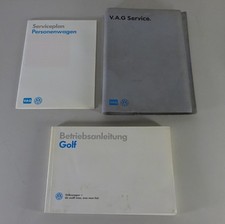 Serviceplan
Personenwagen
V.A.G Service.
Betriebsanleitung
Golf